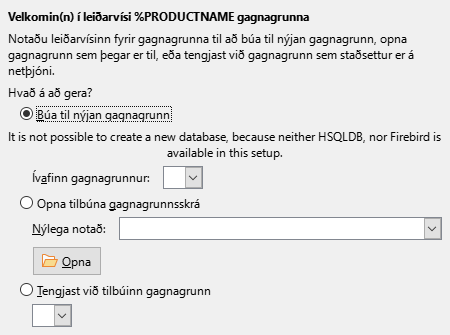 Velkomin(n) í leiðarvísi %PRODUCTNAME gagnagrunna
Notaðu leiðarvísinn fyrir gagnagrunna til að búa til nýjan gagnagrunn, opna
gagnagrunn sem þegar er til, eða tengjast við gagnagrunn sem staðsettur er á
netþjóni.
Hvað á að gera?
Búa til nýjan gagnagrunn
It is not possible to create a new database, because neither HSQLDB, nor Firebird is
available in this setup.
Ívafinn gagnagrunnur:
Opna tilbúna gagnagrunnsskrá
Nýlega notað:
Opna
Tengjast við tilbúinn gagnagrunn